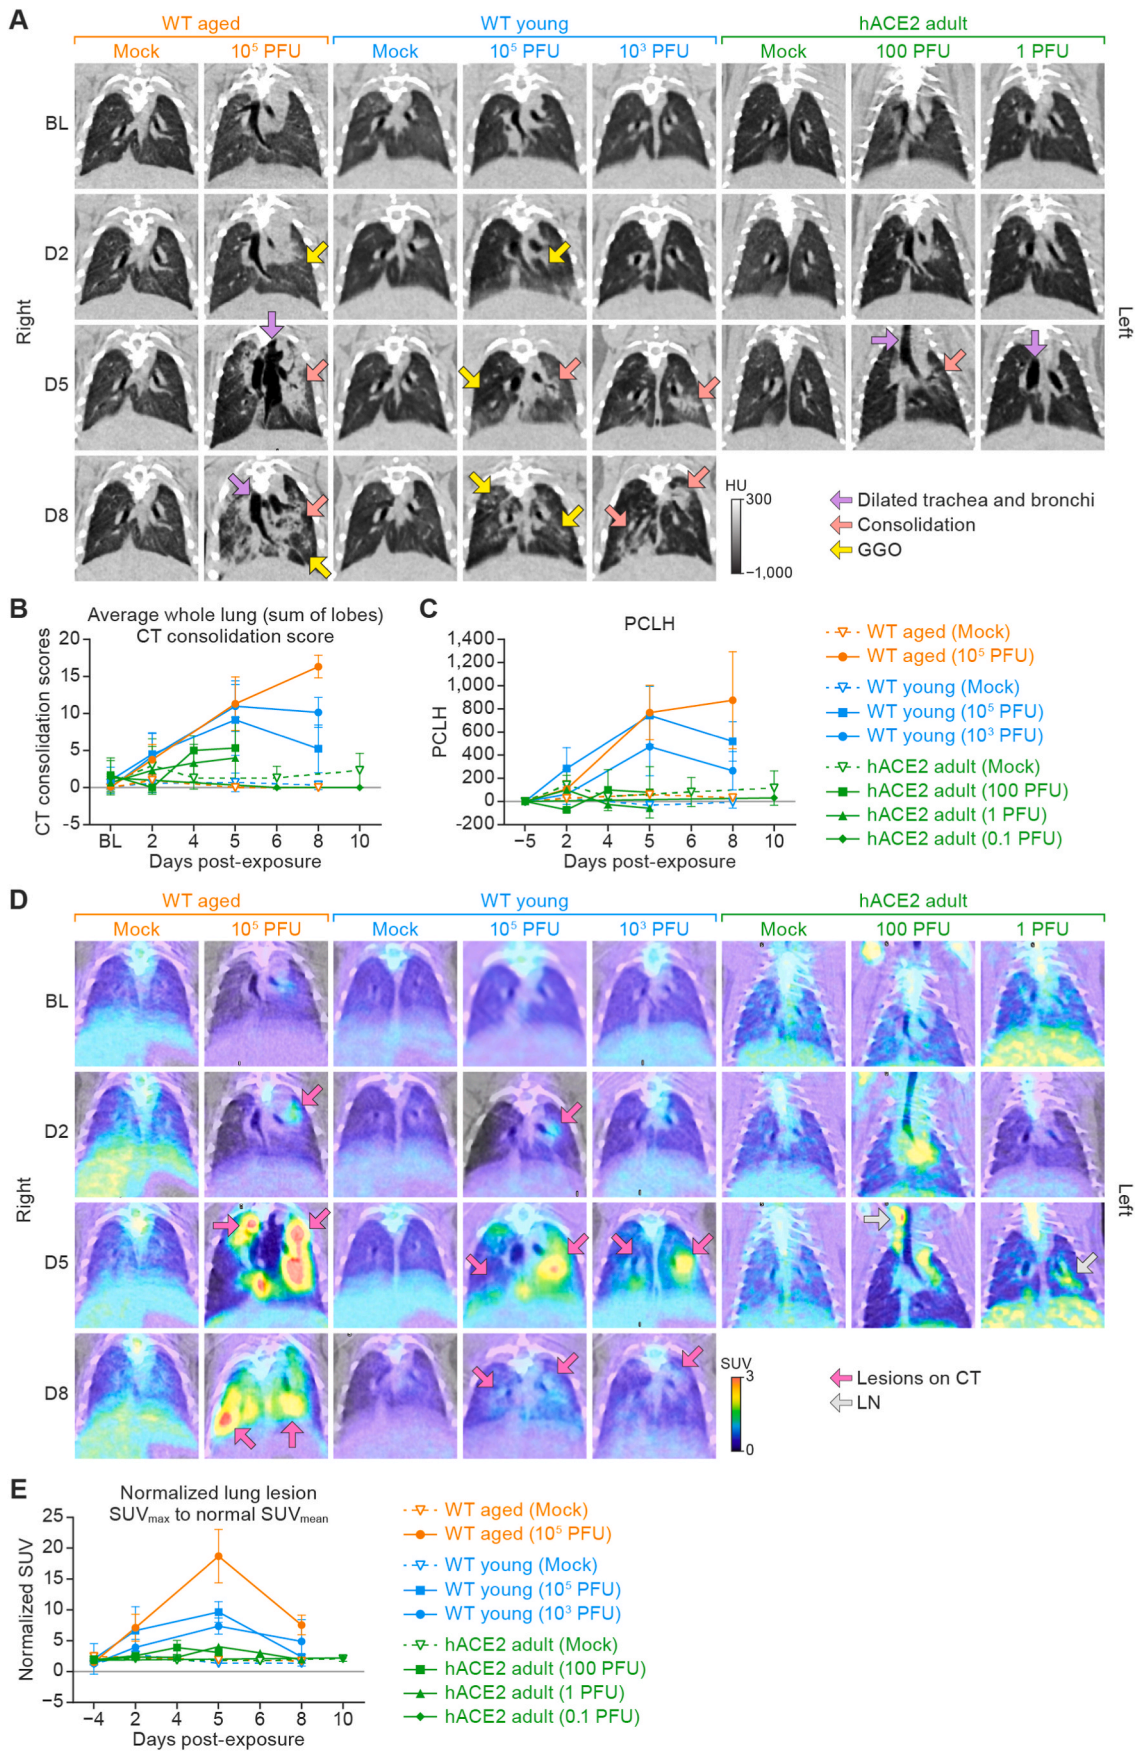 A
WT aged
WT young
hACE2 adult
Mock
10⁵ PFU
Mock
10⁵ PFU
10³ PFU
Mock
100 PFU
1 PFU
BL
D2
D5
D8
Right
Left
HU
300
−1,000
Dilated trachea and bronchi
Consolidation
GGO
B
Average whole lung (sum of lobes)
CT consolidation score
CT consolidation scores
20
15
10
5
0
−5
BL
2
4
5
6
8
10
Days post-exposure
C
PCLH
PCLH
1,400
1,200
1,000
800
600
400
200
0
−200
−5
2
4
5
6
8
10
Days post-exposure
WT aged (Mock)
WT aged (10⁵ PFU)
WT young (Mock)
WT young (10⁵ PFU)
WT young (10³ PFU)
hACE2 adult (Mock)
hACE2 adult (100 PFU)
hACE2 adult (1 PFU)
hACE2 adult (0.1 PFU)
D
WT aged
WT young
hACE2 adult
Mock
10⁵ PFU
Mock
10⁵ PFU
10³ PFU
Mock
100 PFU
1 PFU
BL
D2
D5
D8
Right
Left
SUV
3
0
Lesions on CT
LN
E
Normalized lung lesion
SUVmax to normal SUVmean
Normalized SUV
25
20
15
10
5
0
−5
−4
2
4
5
6
8
10
Days post-exposure
WT aged (Mock)
WT aged (10⁵ PFU)
WT young (Mock)
WT young (10⁵ PFU)
WT young (10³ PFU)
hACE2 adult (Mock)
hACE2 adult (100 PFU)
hACE2 adult (1 PFU)
hACE2 adult (0.1 PFU)